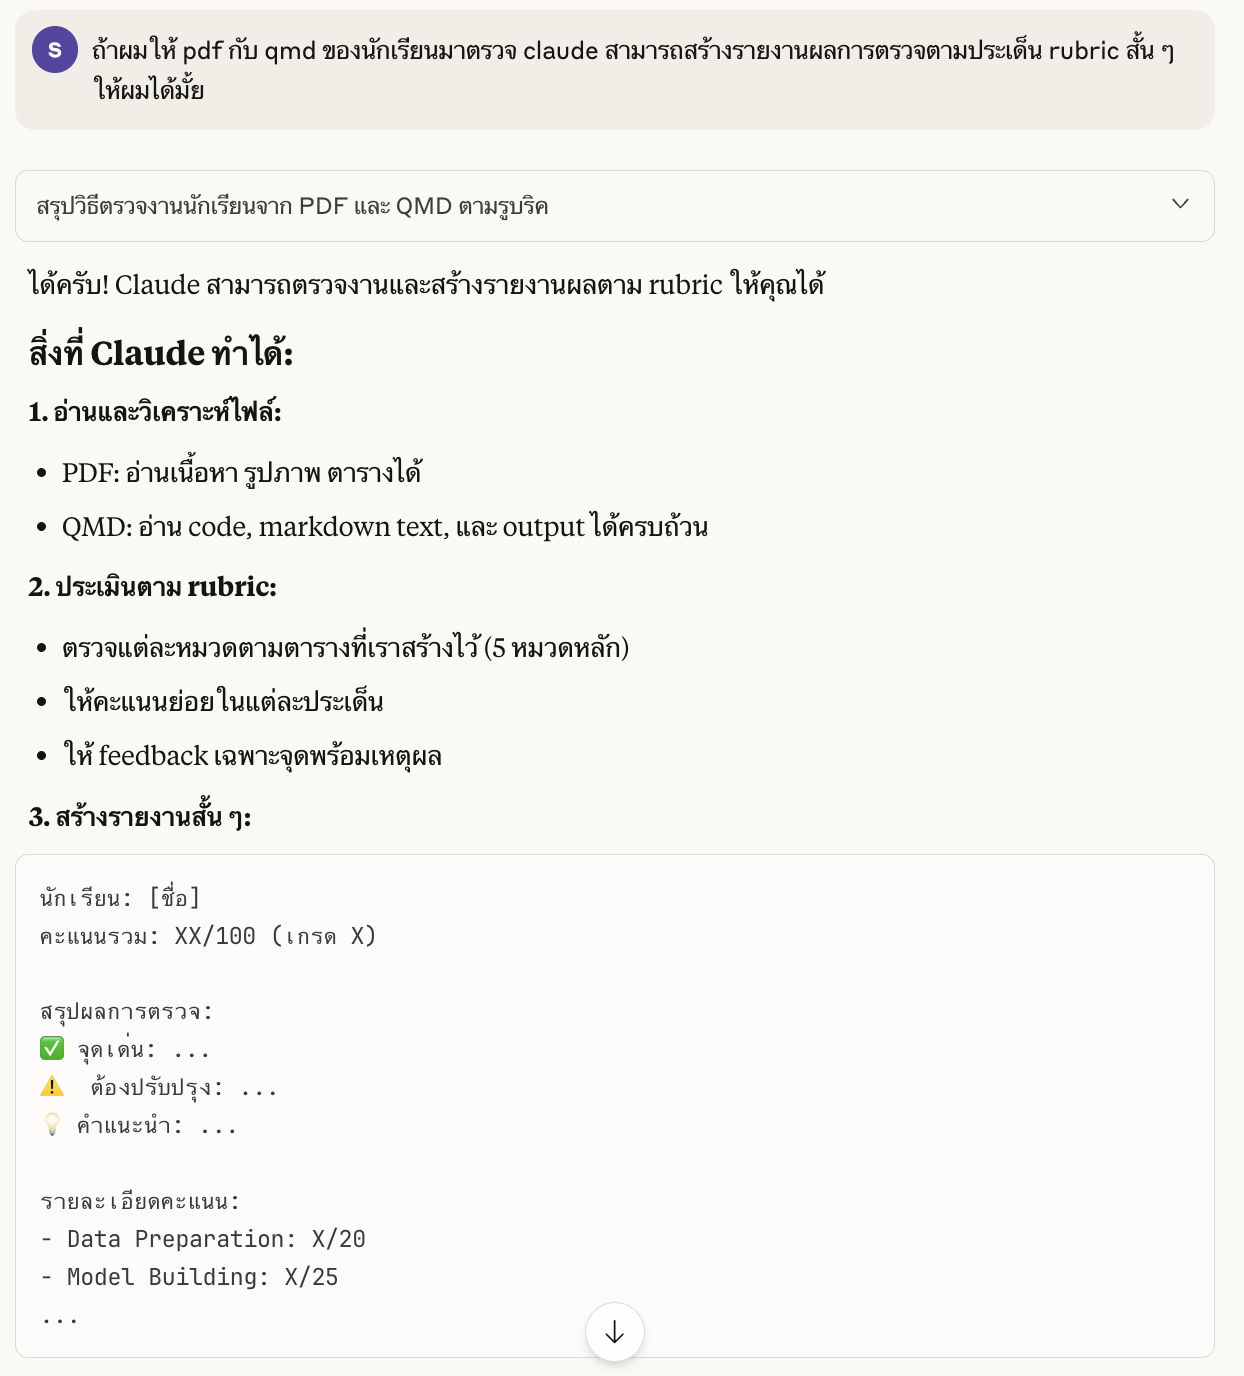 S
ถ้าผมให้ pdf กับ qmd ของนักเรียนมาตรวจ claude สามารถสร้างรายงานผลการตรวจตามประเด็น rubric สั้น ๆ
ให้ผมได้มั้ย
สรุปวิธีตรวจงานนักเรียนจาก PDF และ QMD ตามรูบริค
ได้ครับ! Claude สามารถตรวจงานและสร้างรายงานผลตาม rubric ให้คุณได้
สิ่งที่ Claude ทำได้:
1. อ่านและวิเคราะห์ไฟล์:
• PDF: อ่านเนื้อหา รูปภาพ ตารางได้
• QMD: อ่าน code, markdown text, และ output ได้ครบถ้วน
2. ประเมินตาม rubric:
• ตรวจแต่ละหมวดตามตารางที่เราสร้างไว้ (5 หมวดหลัก)
• ให้คะแนนย่อยในแต่ละประเด็น
• ให้ feedback เฉพาะจุดพร้อมเหตุผล
3. สร้างรายงานสั้น ๆ:
นักเรียน: [ชื่อ]
คะแนนรวม: XX/100 (เกรด X)
สรุปผลการตรวจ:
✅ จุดเด่น: ...
⚠️ ต้องปรับปรุง: ...
💡 คำแนะนำ: ...
รายละเอียดคะแนน:
- Data Preparation: X/20
- Model Building: X/25
...